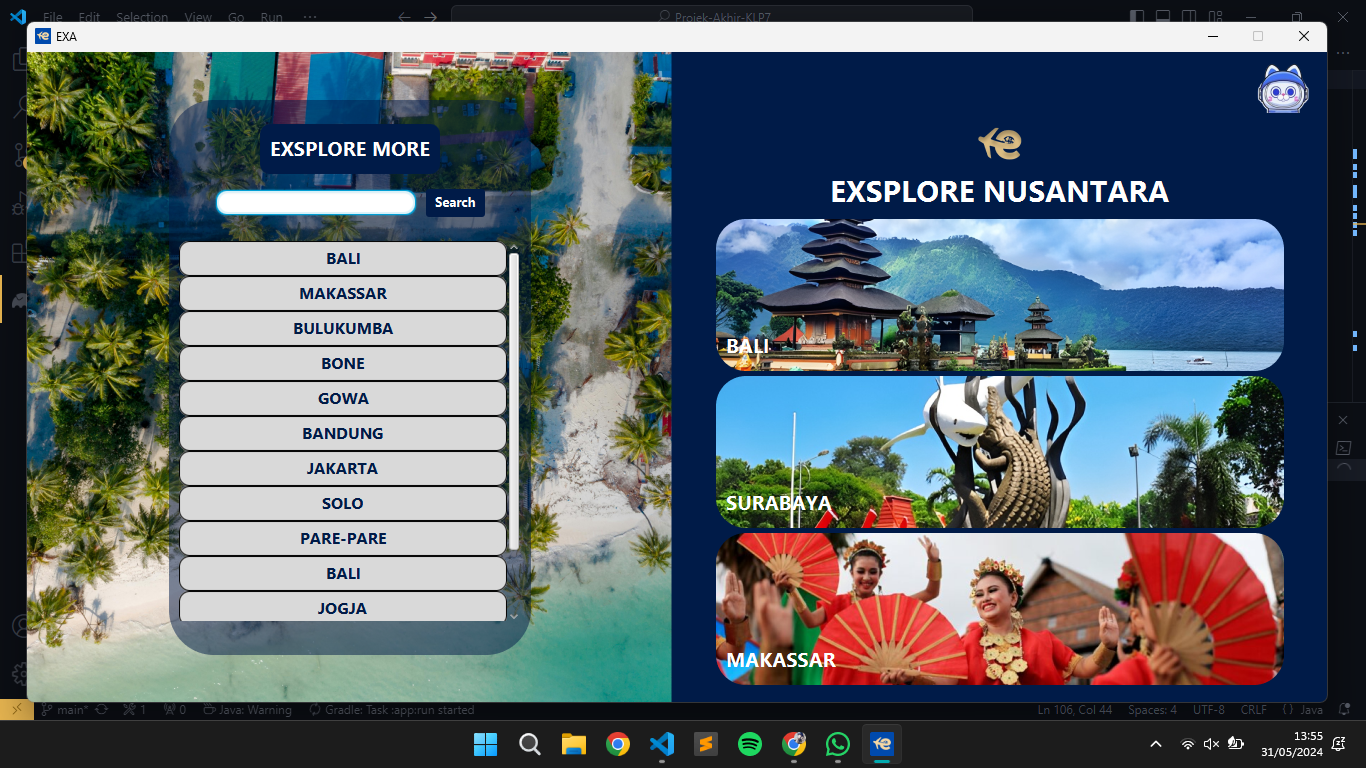 File Edit Selection View Go Run ···
Projek-Akhir-KLP7
EXA
EXSPLORE MORE
Search
BALI
MAKASSAR
BULUKUMBA
BONE
GOWA
BANDUNG
JAKARTA
SOLO
PARE-PARE
BALI
JOGJA
EXSPLORE NUSANTARA
BALI
SURABAYA
MAKASSAR
main* 1 0 Java: Warning Gradle: Task :app:run started
Ln 106, Col 44 Spaces: 4 UTF-8 CRLF {} Java
13:55
31/05/2024